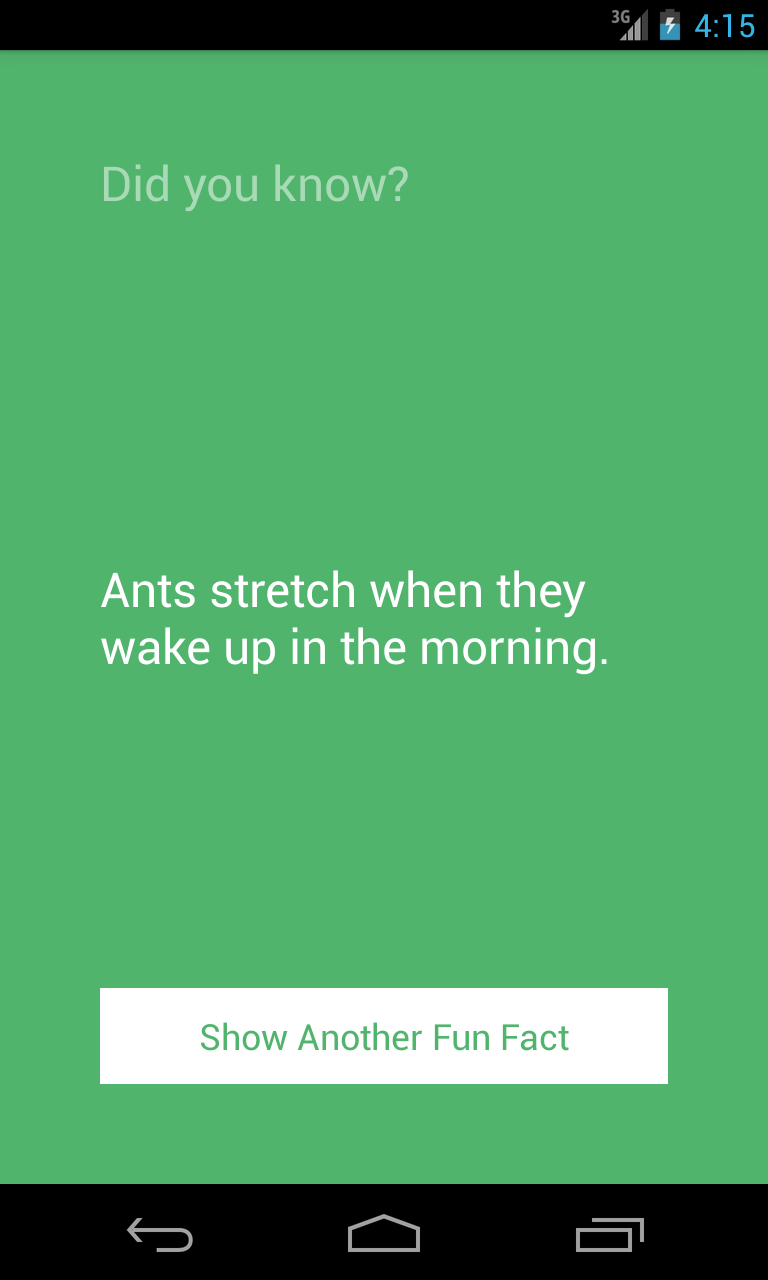 3G 4:15
Did you know?
Ants stretch when they
wake up in the morning.
Show Another Fun Fact